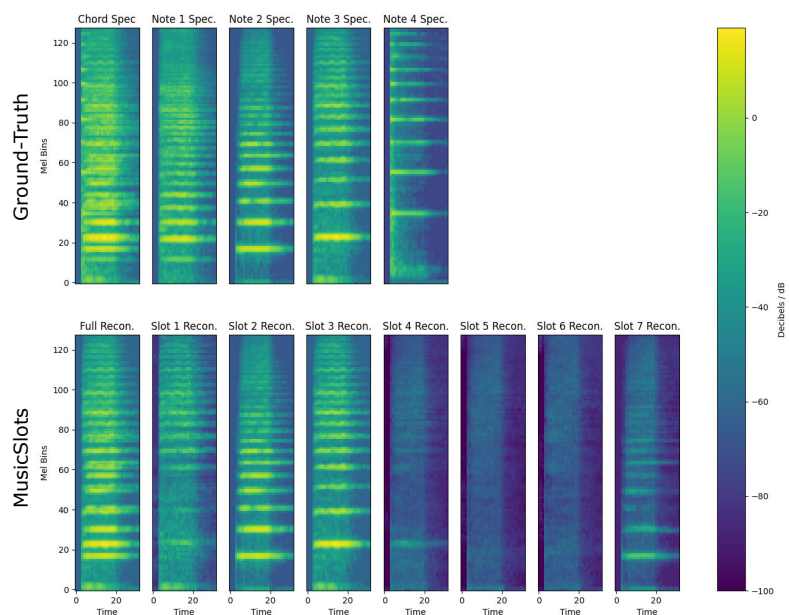 Chord Spec Note 1 Spec. Note 2 Spec. Note 3 Spec. Note 4 Spec.
Ground-Truth
Mel Bins
120
100
80
60
40
20
0
Full Recon. Slot 1 Recon. Slot 2 Recon. Slot 3 Recon. Slot 4 Recon. Slot 5 Recon. Slot 6 Recon. Slot 7 Recon.
MusicSlots
Mel Bins
120
100
80
60
40
20
0
0 20 0 20 0 20 0 20 0 20 0 20 0 20 0 20
Time Time Time Time Time Time Time Time
0
−20
−40
−60
−80
−100
Decibels / dB